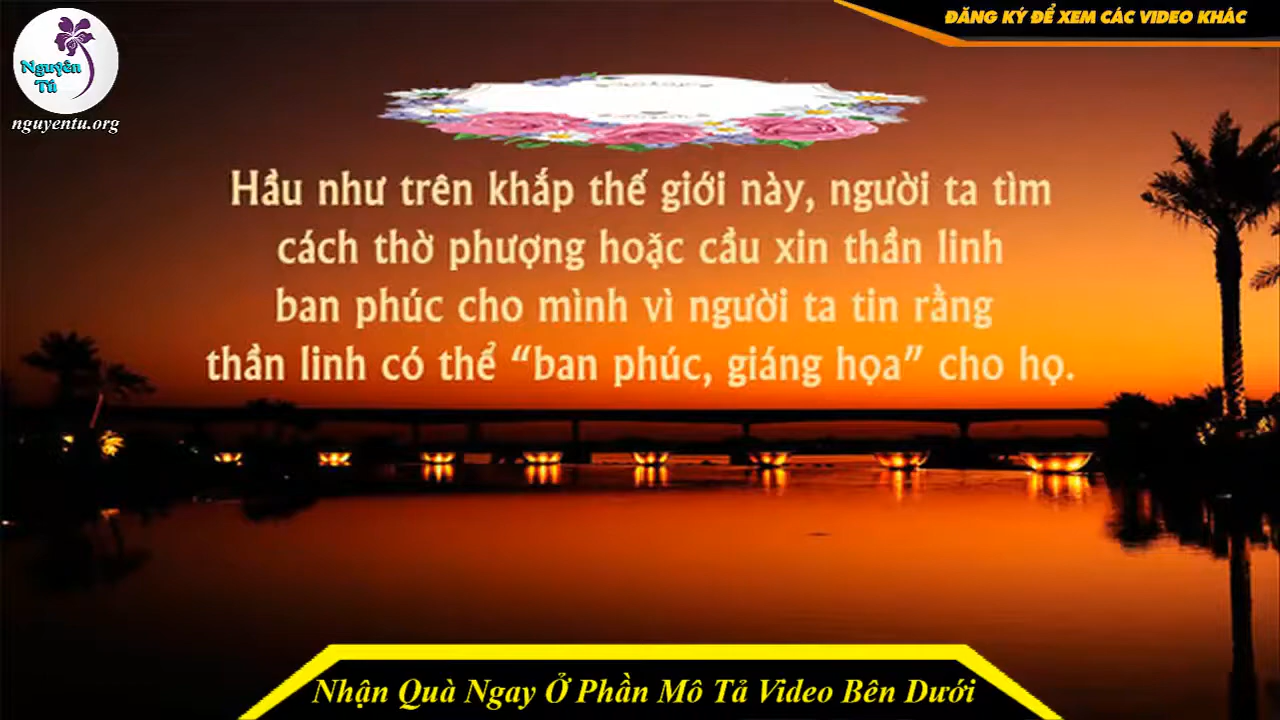 ĐĂNG KÝ ĐỂ XEM CÁC VIDEO KHÁC
Nguyên
Tú
nguyentu.org
Hầu như trên khắp thế giới này, người ta tìm
cách thờ phượng hoặc cầu xin thần linh
ban phúc cho mình vì người ta tin rằng
thần linh có thể “ban phúc, giáng họa” cho họ.
Nhận Quà Ngay Ở Phần Mô Tả Video Bên Dưới